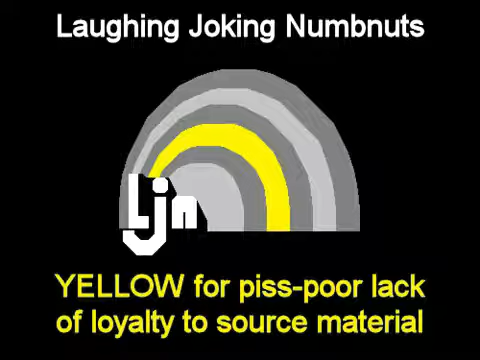 Laughing Joking Numbnuts
Ljn
YELLOW for piss-poor lack
of loyalty to source material